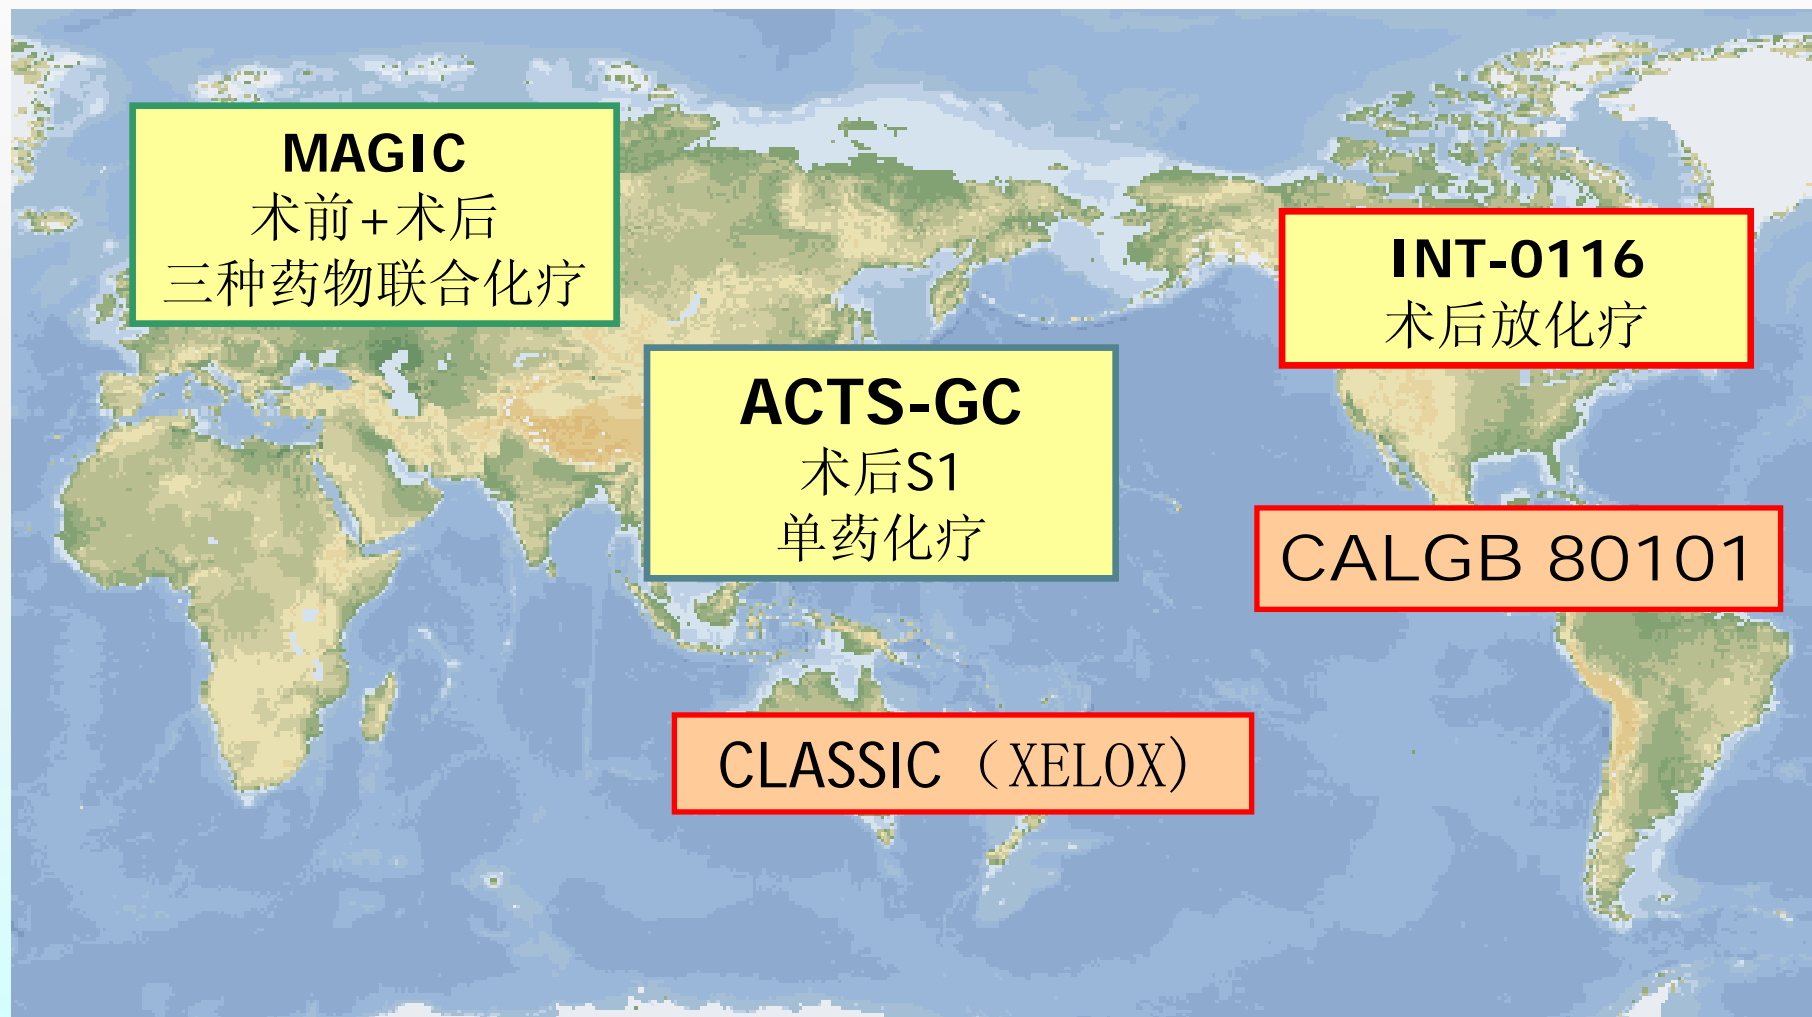 MAGIC
术前+术后
三种药物联合化疗
INT-0116
术后放化疗
ACTS-GC
术后S1
单药化疗
CALGB 80101
CLASSIC（XELOX)